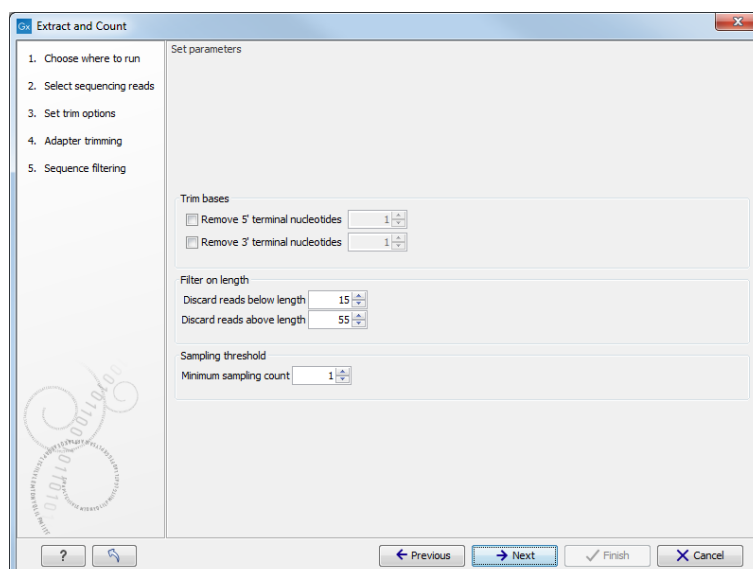 Gx Extract and Count
1. Choose where to run
2. Select sequencing reads
3. Set trim options
4. Adapter trimming
5. Sequence filtering
Set parameters
Trim bases
Remove 5' terminal nucleotides 1
Remove 3' terminal nucleotides 1
Filter on length
Discard reads below length 15
Discard reads above length 55
Sampling threshold
Minimum sampling count 1
? Previous Next Finish Cancel